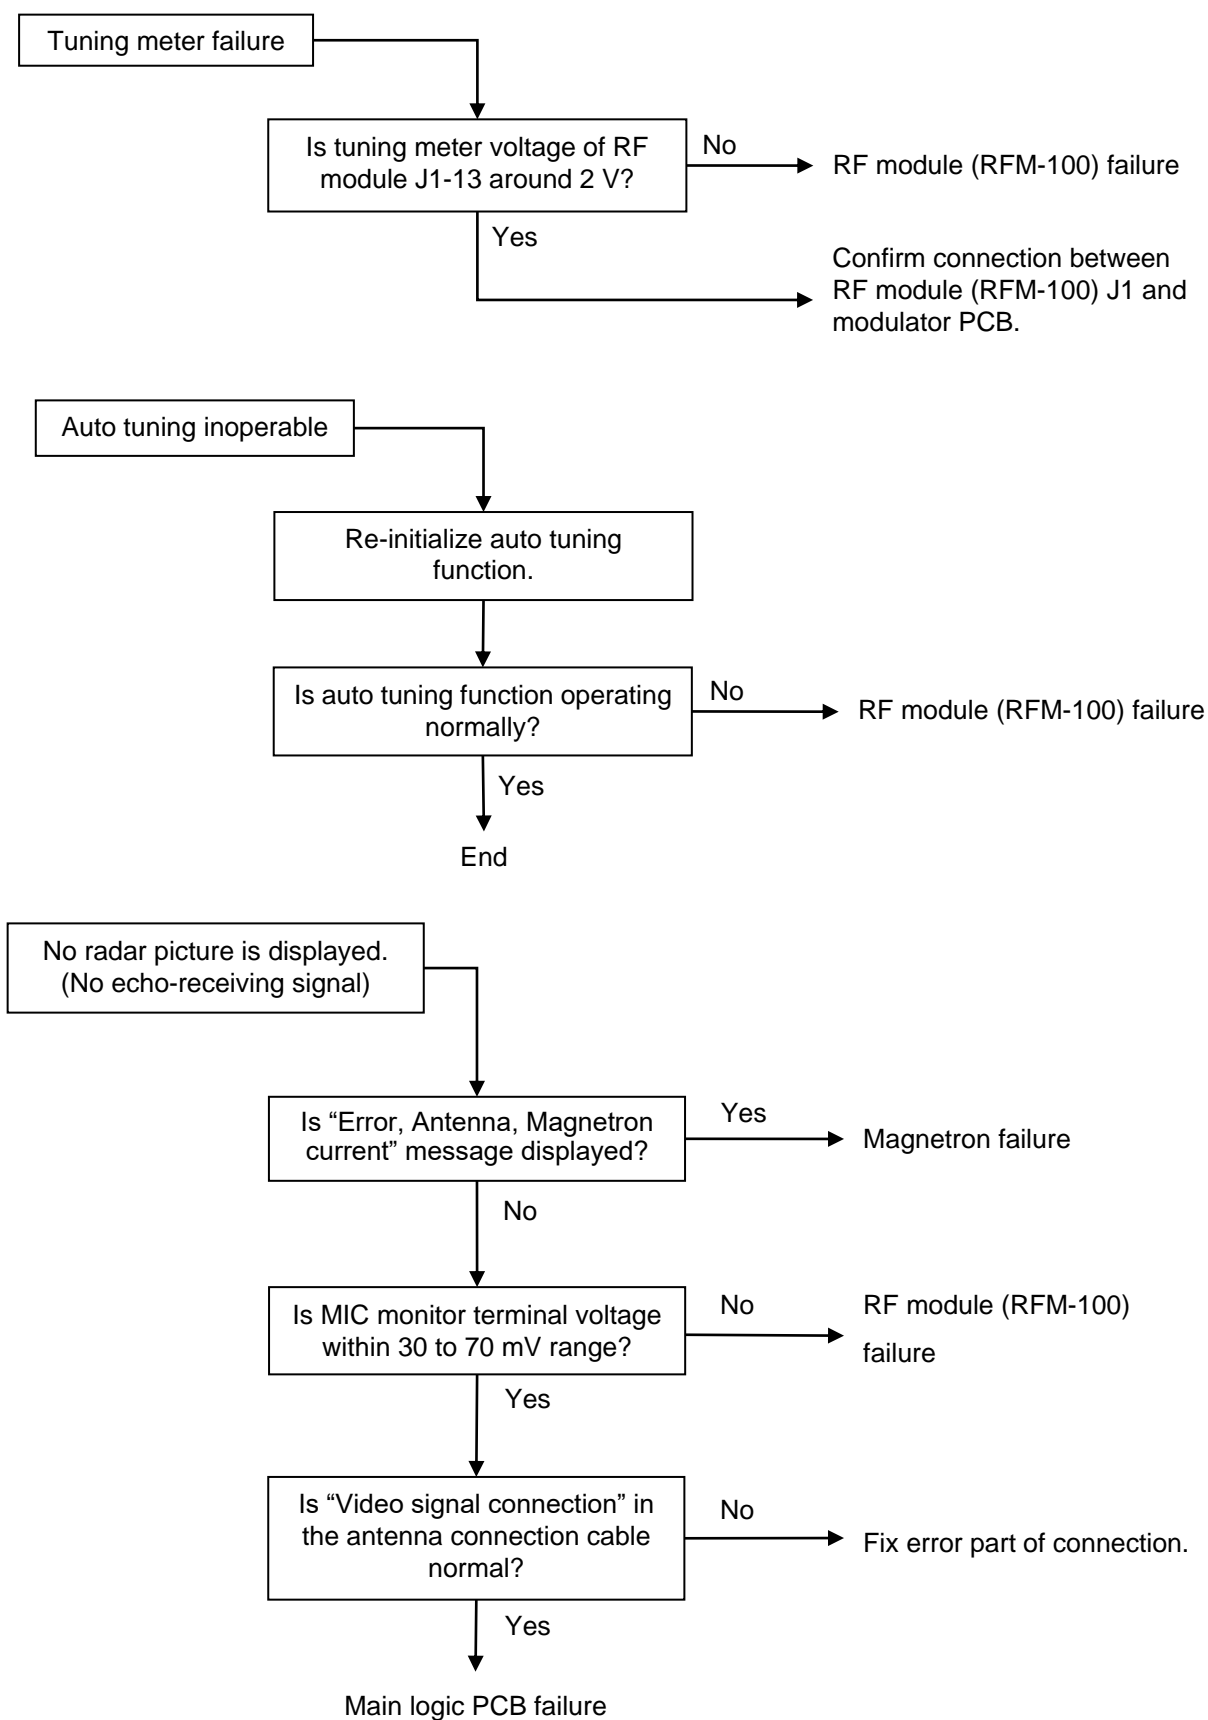 Tuning meter failure
Is tuning meter voltage of RF
module J1-13 around 2 V?
No
RF module (RFM-100) failure
Yes
Confirm connection between
RF module (RFM-100) J1 and
modulator PCB.
Auto tuning inoperable
Re-initialize auto tuning
function.
Is auto tuning function operating
normally?
No
RF module (RFM-100) failure
Yes
End
No radar picture is displayed.
(No echo-receiving signal)
Is “Error, Antenna, Magnetron
current” message displayed?
Yes
Magnetron failure
No
Is MIC monitor terminal voltage
within 30 to 70 mV range?
No
RF module (RFM-100)
failure
Yes
Is “Video signal connection” in
the antenna connection cable
normal?
No
Fix error part of connection.
Yes
Main logic PCB failure